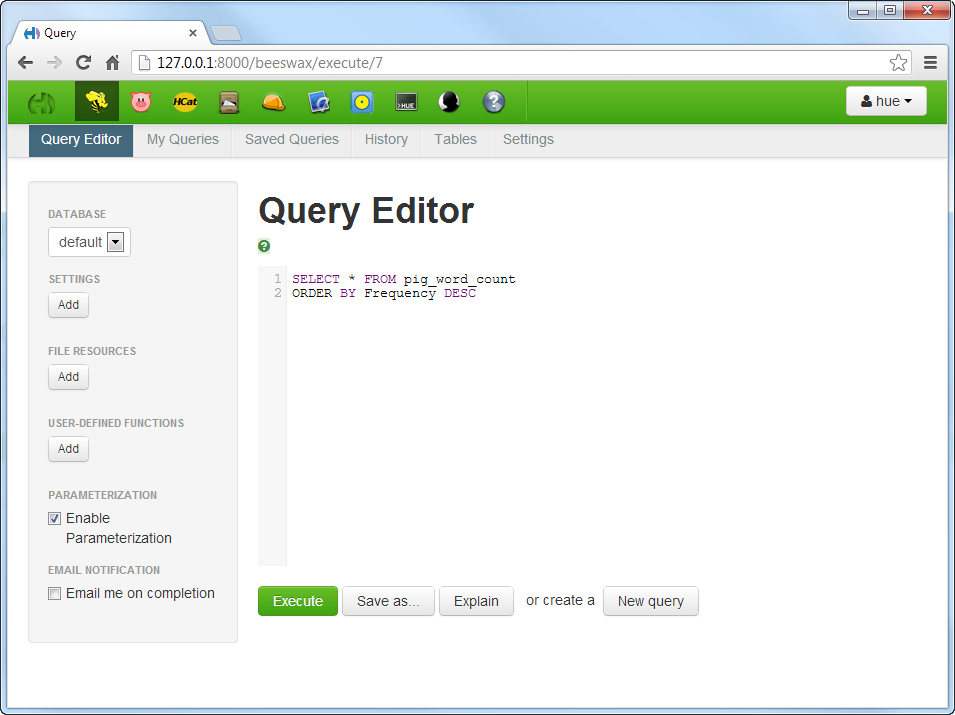 Query
127.0.0.1:8000/beeswax/execute/7
HCat
>_HUE
?
hue
Query Editor My Queries Saved Queries History Tables Settings
DATABASE
default
SETTINGS
Add
FILE RESOURCES
Add
USER-DEFINED FUNCTIONS
Add
PARAMETERIZATION
Enable
Parameterization
EMAIL NOTIFICATION
Email me on completion
Query Editor
?
1 SELECT * FROM pig_word_count
2 ORDER BY Frequency DESC
Execute Save as... Explain or create a New query